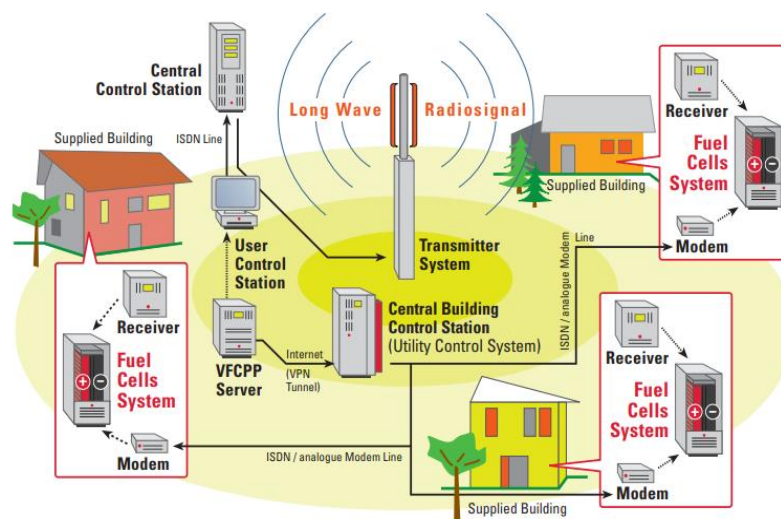 Central
Control Station
Long Wave
Radiosignal
Receiver
Fuel
Cells
System
Modem
Supplied Building
Supplied Building
ISDN Line
User
Control
Station
Transmitter
System
Line
ISDN / analogue Modem
Receiver
Fuel
Cells
System
Modem
VFCPP
Server
Internet
(VPN
Tunnel)
Central Building
Control Station
(Utility Control System)
Receiver
Fuel
Cells
System
Modem
ISDN / analogue Modem Line
Supplied Building